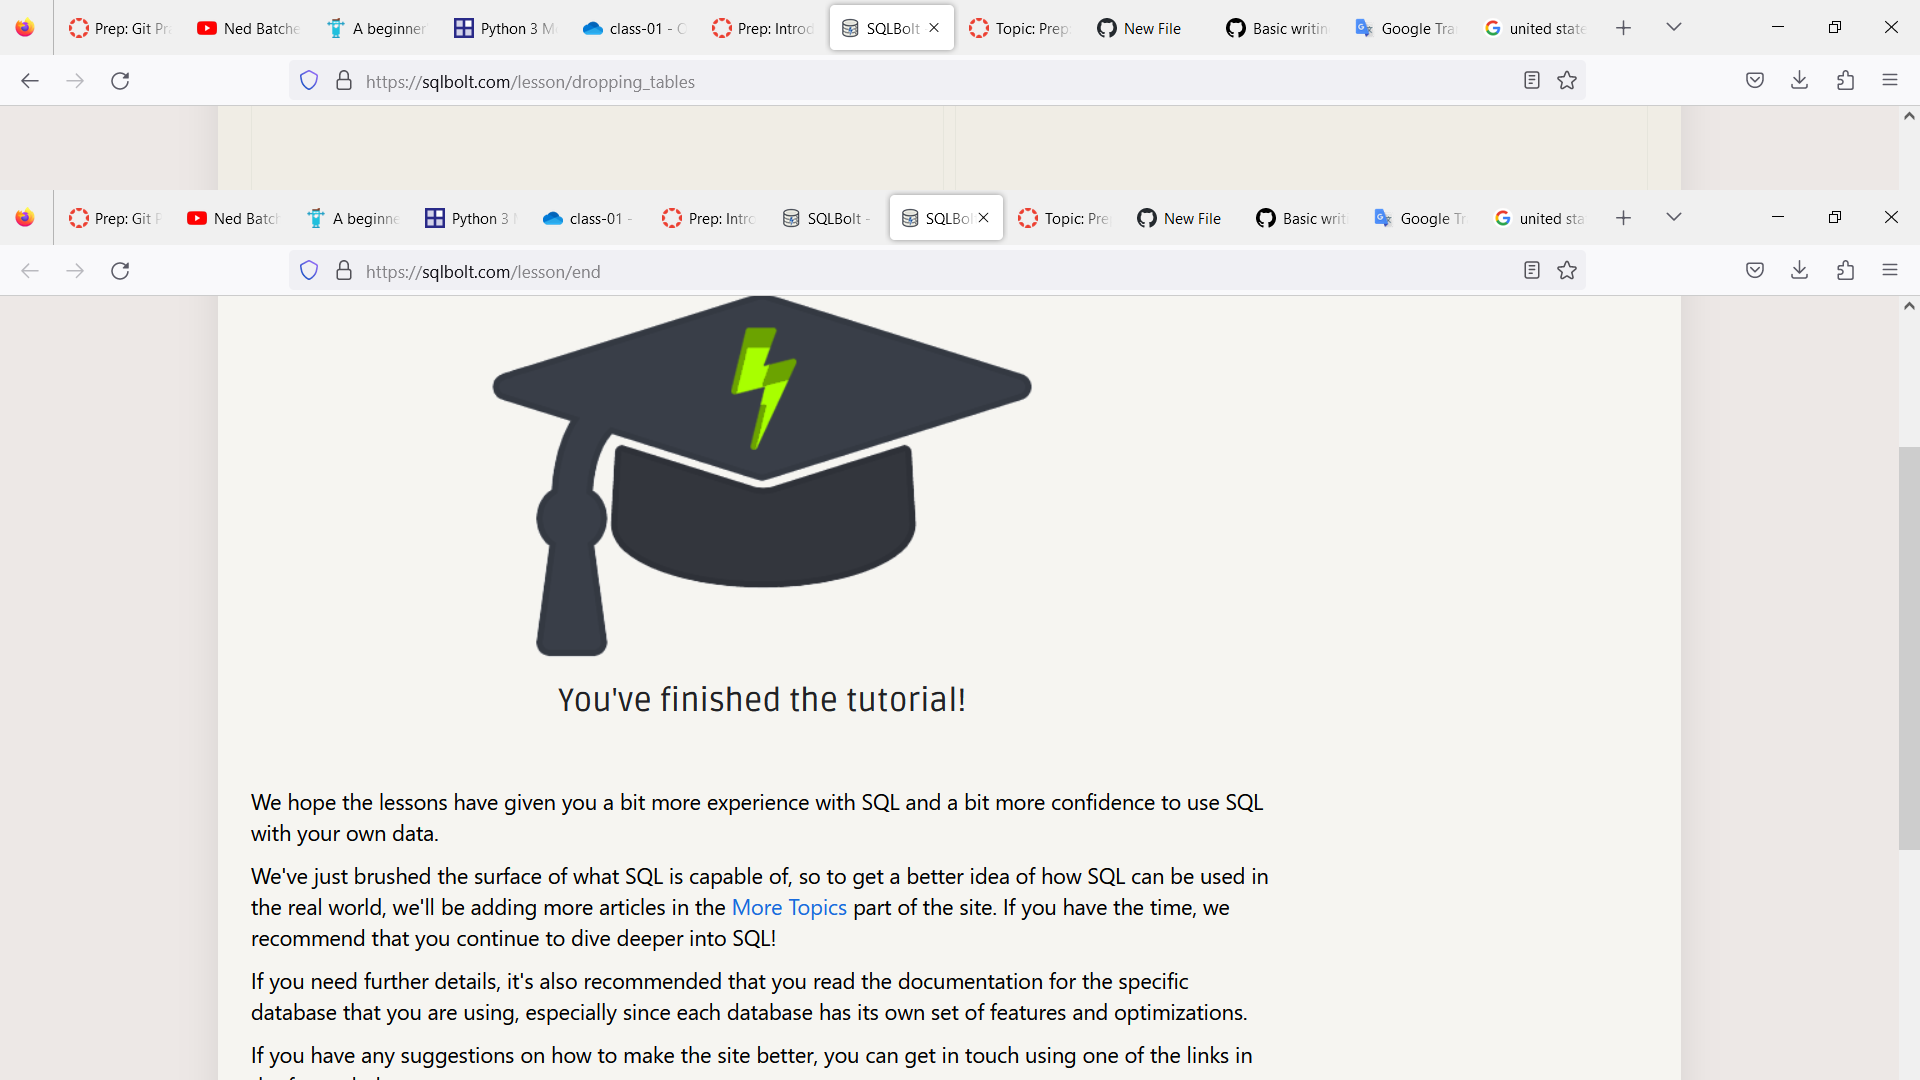 Prep: Git Pra Ned Batche A beginner Python 3 Mo class-01 - O Prep: Introd SQLBolt Topic: Prep: New File Basic writin Google Tra united state
https://sqlbolt.com/lesson/dropping_tables
Prep: Git P Ned Batch A beginne Python 3 M class-01 - Prep: Intro SQLBolt - SQLBol Topic: Pre New File Basic writ Google Tr united sta
https://sqlbolt.com/lesson/end
You've finished the tutorial!
We hope the lessons have given you a bit more experience with SQL and a bit more confidence to use SQL
with your own data.
We've just brushed the surface of what SQL is capable of, so to get a better idea of how SQL can be used in
the real world, we'll be adding more articles in the More Topics part of the site. If you have the time, we
recommend that you continue to dive deeper into SQL!
If you need further details, it's also recommended that you read the documentation for the specific
database that you are using, especially since each database has its own set of features and optimizations.
If you have any suggestions on how to make the site better, you can get in touch using one of the links in